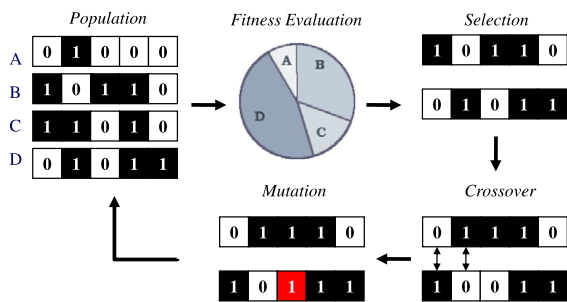 Population
Fitness Evaluation
Selection
A 0 1 0 0 0
B 1 0 1 1 0
C 1 1 0 1 0
D 0 1 0 1 1
A
B
D
C
1 0 1 1 0
0 1 0 1 1
Mutation
Crossover
0 1 1 1 0
1 0 1 1 1
0 1 1 1 0
1 0 0 1 1